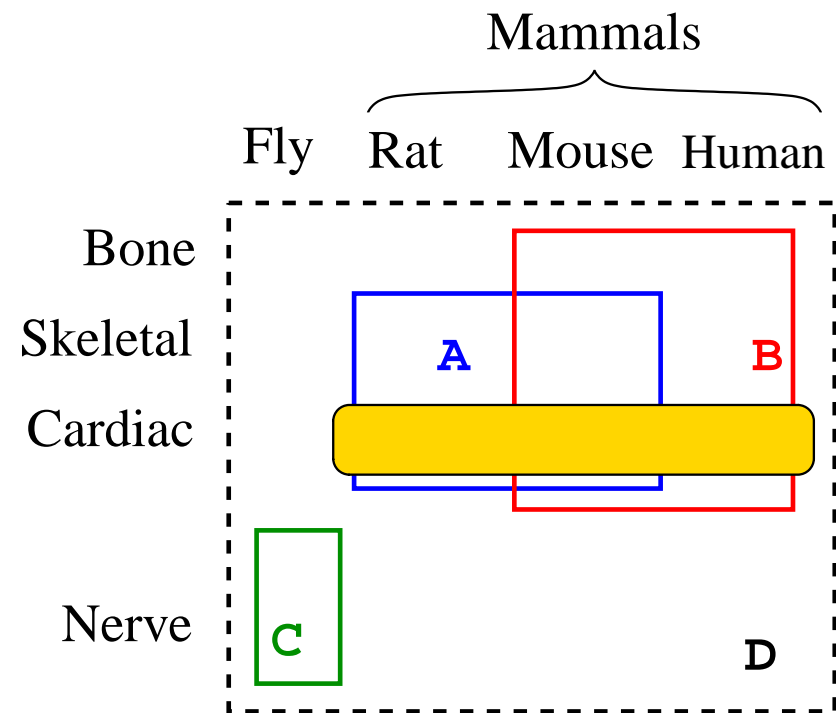 Mammals
Fly Rat Mouse Human
Bone
Skeletal
A B
Cardiac
Nerve
C D